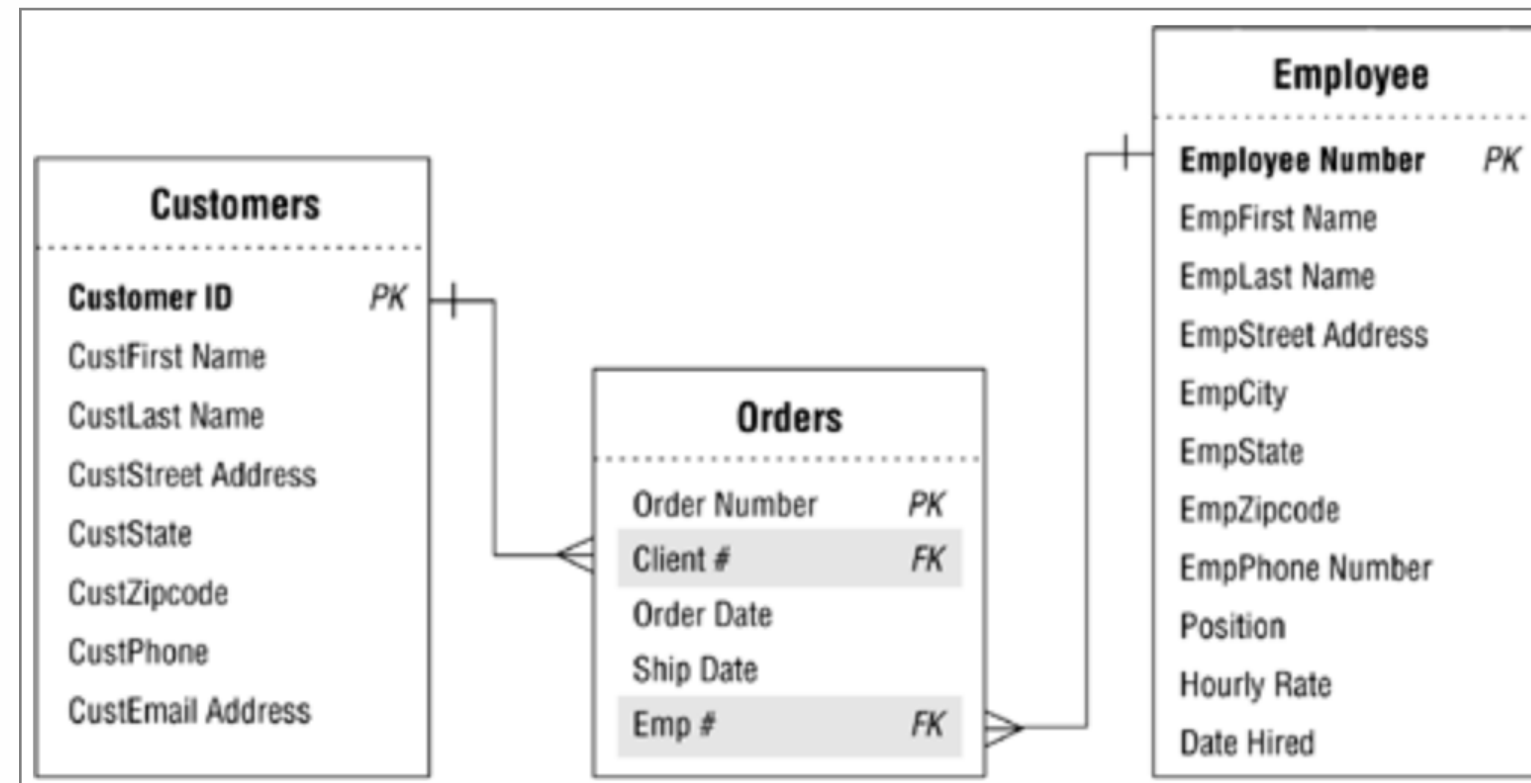 Customers
Customer ID PK
CustFirst Name
CustLast Name
CustStreet Address
CustState
CustZipcode
CustPhone
CustEmail Address
Orders
Order Number PK
Client # FK
Order Date
Ship Date
Emp # FK
Employee
Employee Number PK
EmpFirst Name
EmpLast Name
EmpStreet Address
EmpCity
EmpState
EmpZipcode
EmpPhone Number
Position
Hourly Rate
Date Hired